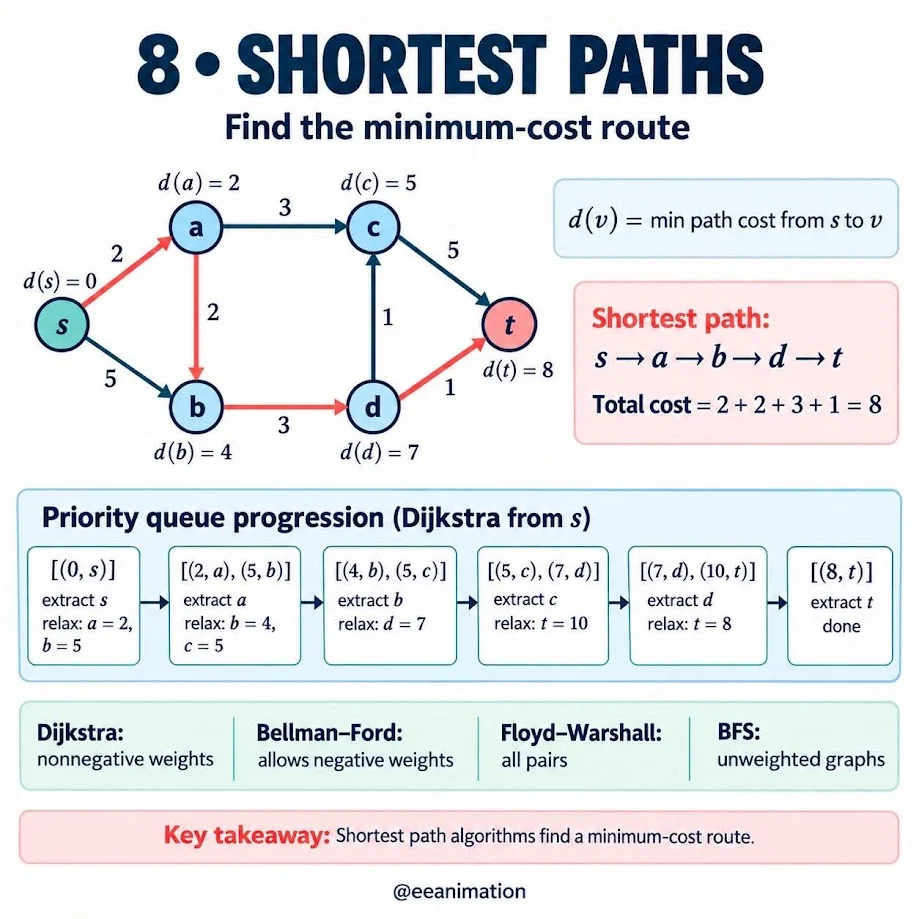 8 • SHORTEST PATHS
Find the minimum-cost route
d(a) = 2
d(c) = 5
a
3
c
2
5
d(s) = 0
s
2
1
t
d(t) = 8
5
1
b
3
d
d(b) = 4
d(d) = 7
d(v) = min path cost from s to v
Shortest path:
s → a → b → d → t
Total cost = 2 + 2 + 3 + 1 = 8
Priority queue progression (Dijkstra from s)
[(0, s)]
extract s
relax: a = 2,
b = 5
[(2, a), (5, b)]
extract a
relax: b = 4,
c = 5
[(4, b), (5, c)]
extract b
relax: d = 7
[(5, c), (7, d)]
extract c
relax: t = 10
[(7, d), (10, t)]
extract d
relax: t = 8
[(8, t)]
extract t
done
Dijkstra:
nonnegative weights
Bellman–Ford:
allows negative weights
Floyd–Warshall:
all pairs
BFS:
unweighted graphs
Key takeaway: Shortest path algorithms find a minimum-cost route.
@eeanimation